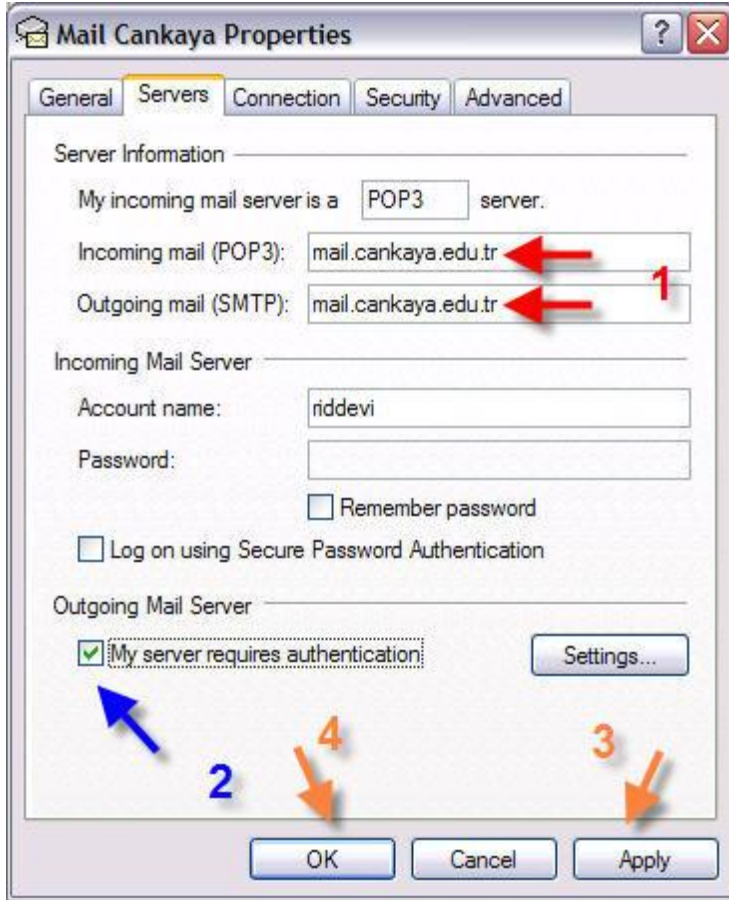 Mail Cankaya Properties
General Servers Connection Security Advanced
Server Information
My incoming mail server is a POP3 server.
Incoming mail (POP3): mail.cankaya.edu.tr
1
Outgoing mail (SMTP): mail.cankaya.edu.tr
Incoming Mail Server
Account name: riddevi
Password:
Remember password
Log on using Secure Password Authentication
Outgoing Mail Server
My server requires authentication Settings...
4 3
2
OK Cancel Apply